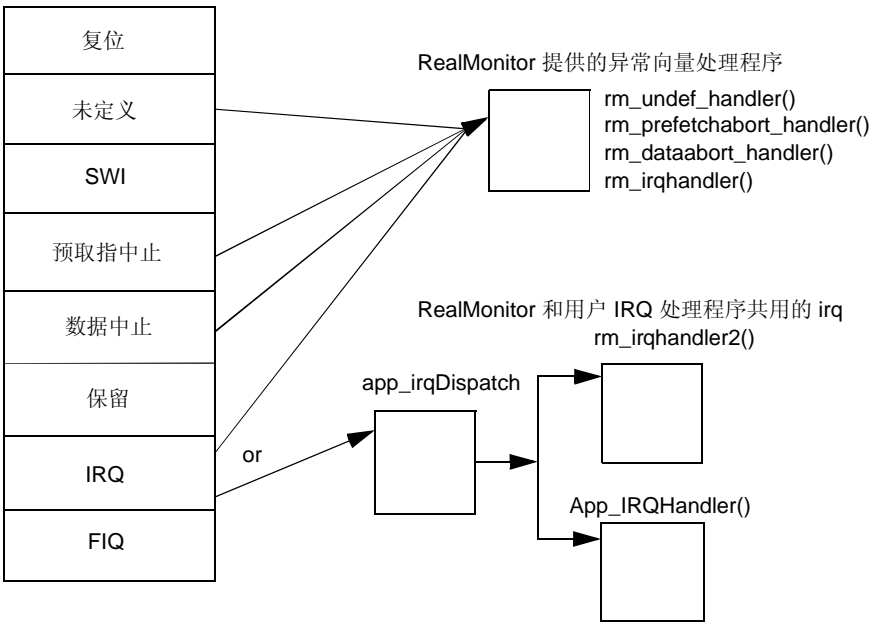 复位
未定义
SWI
预取指中止
数据中止
保留
IRQ
FIQ
RealMonitor 提供的异常向量处理程序
rm_undef_handler()
rm_prefetchabort_handler()
rm_dataabort_handler()
rm_irqhandler()
RealMonitor 和用户 IRQ 处理程序共用的 irq
rm_irqhandler2()
app_irqDispatch
or
App_IRQHandler()